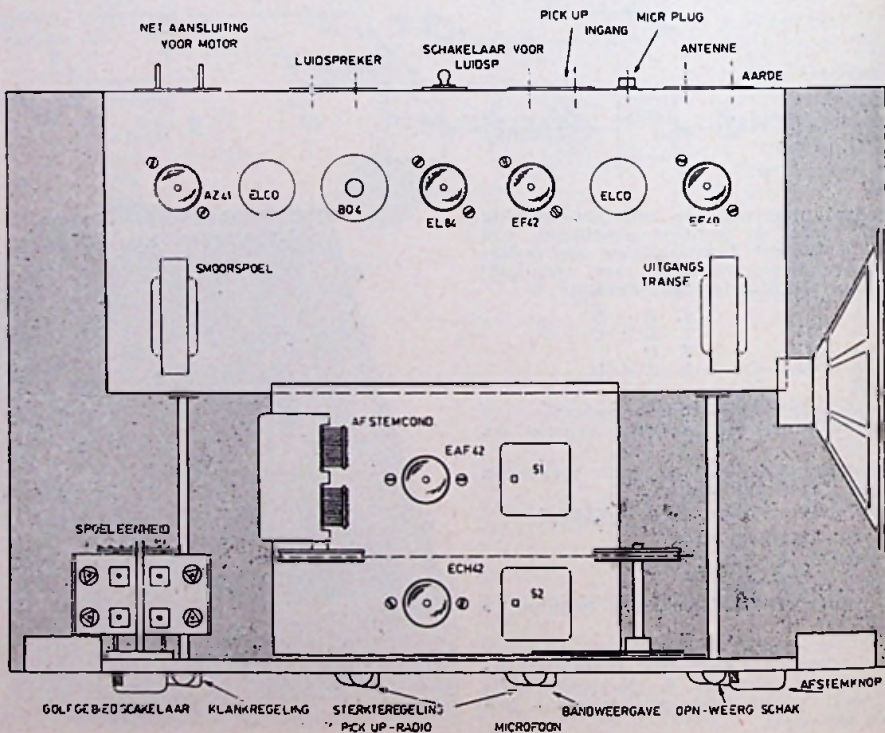 NET AANSLUITING
VOOR MOTOR
LUIDSPREKER
SCHAKELAAR VOOR
LUIDSP
PICK UP
INGANG
MICR PLUG
ANTENNE
AARDE
AZ41
ELCO
804
EL84
EF42
ELCO
EF40
SMOORSPOEL
UITGANGS
TRANSF
AFSTEMCOND.
EAF42
S1
SPOELEENHEID
ECH42
S2
AFSTEMKNOP
GOLFGEBIEDSCAKELAAR
KLANKREGELING
STERKTEREGELING
PICK UP-RADIO
MICROFOON
BANDWEERGAVE
OPN-WEERG SCHAK